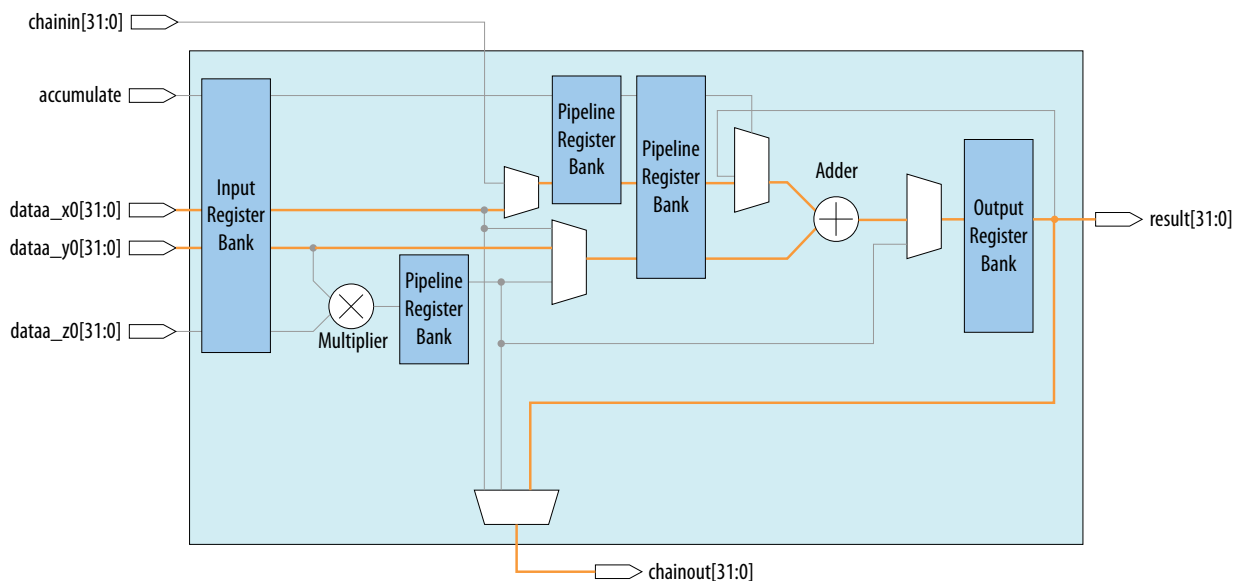 chainin[31:0]
accumulate
dataa_x0[31:0]
dataa_y0[31:0]
dataa_z0[31:0]
Input
Register
Bank
Multiplier
Pipeline
Register
Bank
Pipeline
Register
Bank
Pipeline
Register
Bank
Adder
Output
Register
Bank
result[31:0]
chainout[31:0]